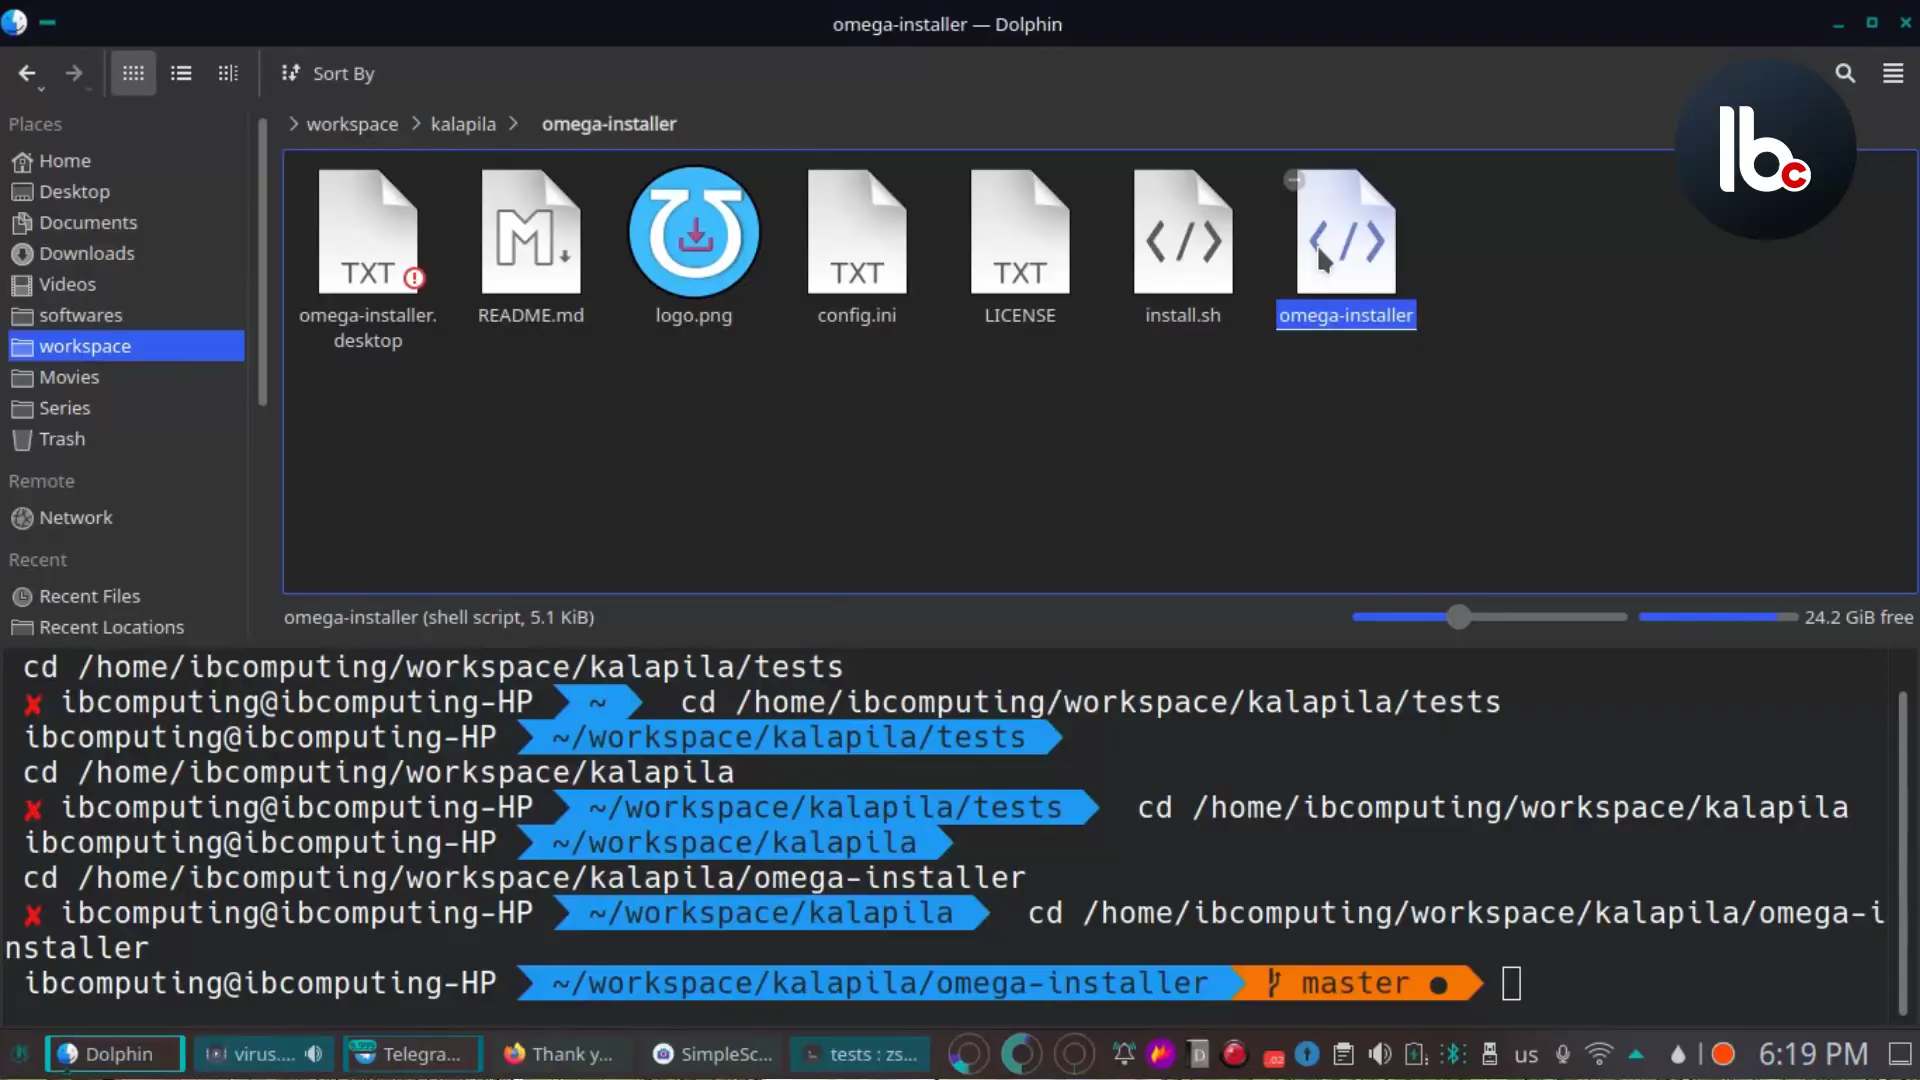 omega-installer — Dolphin
Sort By
Places
Home
Desktop
Documents
Downloads
Videos
softwares
workspace
Movies
Series
Trash
Remote
Network
Recent
Recent Files
Recent Locations
> workspace > kalapila > omega-installer
TXT
omega-installer.
desktop
M
README.md
logo.png
TXT
config.ini
TXT
LICENSE
</>
install.sh
</>
omega-installer
Ibc
omega-installer (shell script, 5.1 KiB)
24.2 GiB free
cd /home/ibcomputing/workspace/kalapila/tests
✘ ibcomputing@ibcomputing-HP ~ cd /home/ibcomputing/workspace/kalapila/tests
ibcomputing@ibcomputing-HP ~/workspace/kalapila/tests
cd /home/ibcomputing/workspace/kalapila
✘ ibcomputing@ibcomputing-HP ~/workspace/kalapila/tests cd /home/ibcomputing/workspace/kalapila
ibcomputing@ibcomputing-HP ~/workspace/kalapila
cd /home/ibcomputing/workspace/kalapila/omega-installer
✘ ibcomputing@ibcomputing-HP ~/workspace/kalapila cd /home/ibcomputing/workspace/kalapila/omega-i
nstaller
ibcomputing@ibcomputing-HP ~/workspace/kalapila/omega-installer master ●
Dolphin
virus....
Telegra...
Thank y...
SimpleSc...
tests : zs...
D
.02
us
6:19 PM